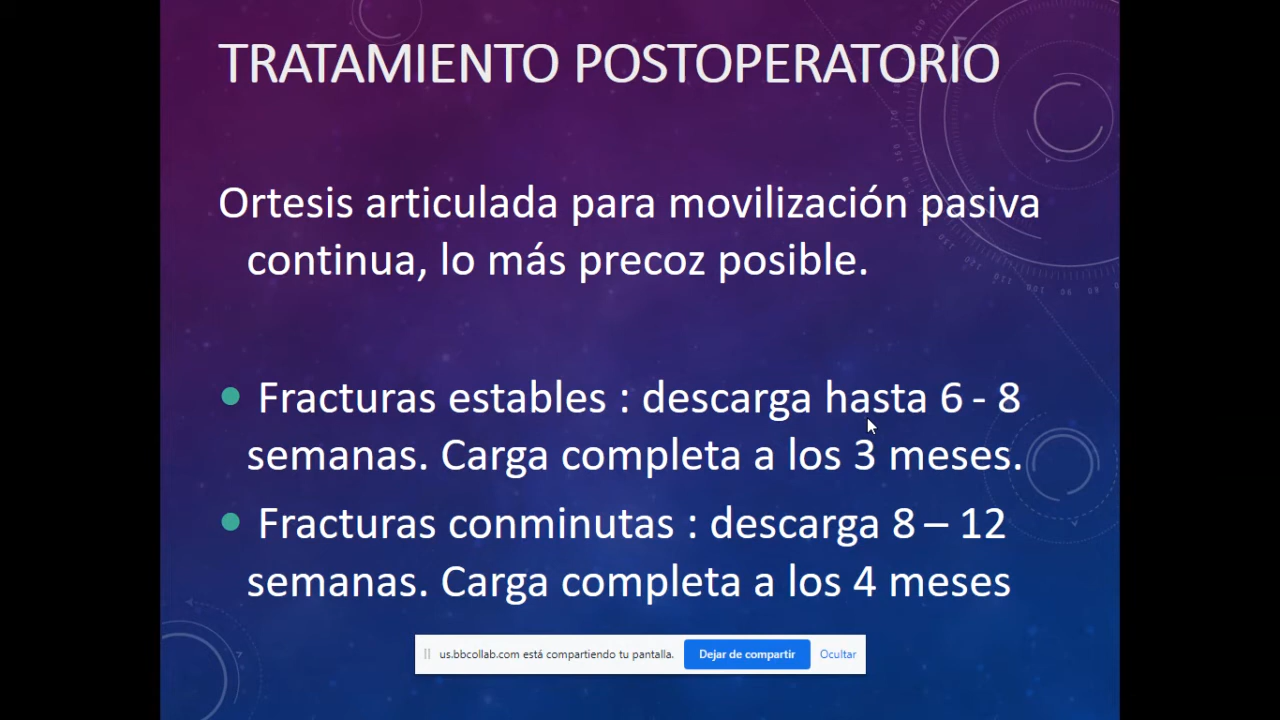 TRATAMIENTO POSTOPERATORIO
Ortesis articulada para movilización pasiva
continua, lo más precoz posible.
Fracturas estables : descarga hasta 6 - 8
semanas. Carga completa a los 3 meses.
Fracturas conminutas : descarga 8 – 12
semanas. Carga completa a los 4 meses
us.bbcollab.com está compartiendo tu pantalla. Dejar de compartir Ocultar